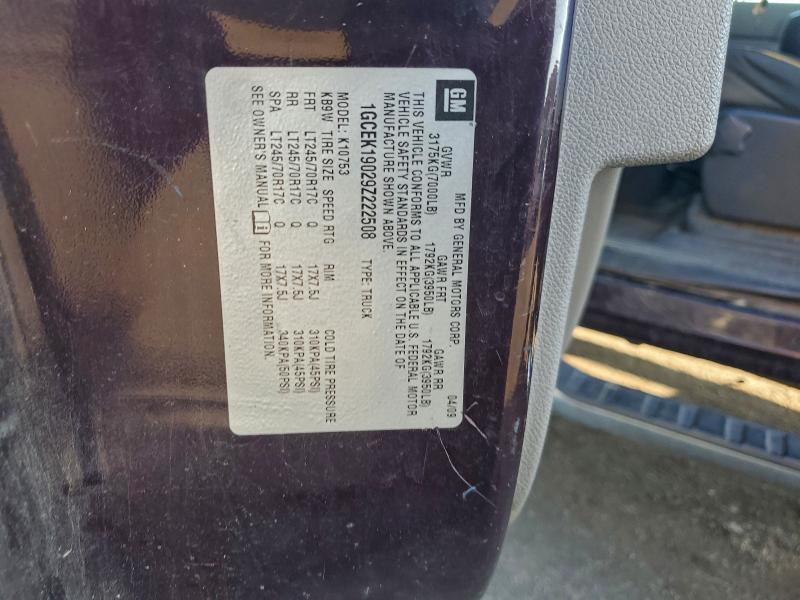 GM
MFD BY GENERAL MOTORS CORP. 04/09
GVWR GAWR FRT GAWR RR
3175KG(7000LB) 1792KG(3950LB) 1792KG(3950LB)
THIS VEHICLE CONFORMS TO ALL APPLICABLE U.S. FEDERAL MOTOR
VEHICLE SAFETY STANDARDS IN EFFECT ON THE DATE OF
MANUFACTURE SHOWN ABOVE.
1GCEK19029Z222508 TYPE: TRUCK
MODEL: K10753
KB9W TIRE SIZE SPEED RTG RIM COLD TIRE PRESSURE
FRT LT245/70R17C Q 17X7.5J 310KPA(45PSI)
RR LT245/70R17C Q 17X7.5J 310KPA(45PSI)
SPA LT245/70R17C Q 17X7.5J 340KPA(50PSI)
SEE OWNER'S MANUAL i FOR MORE INFORMATION.